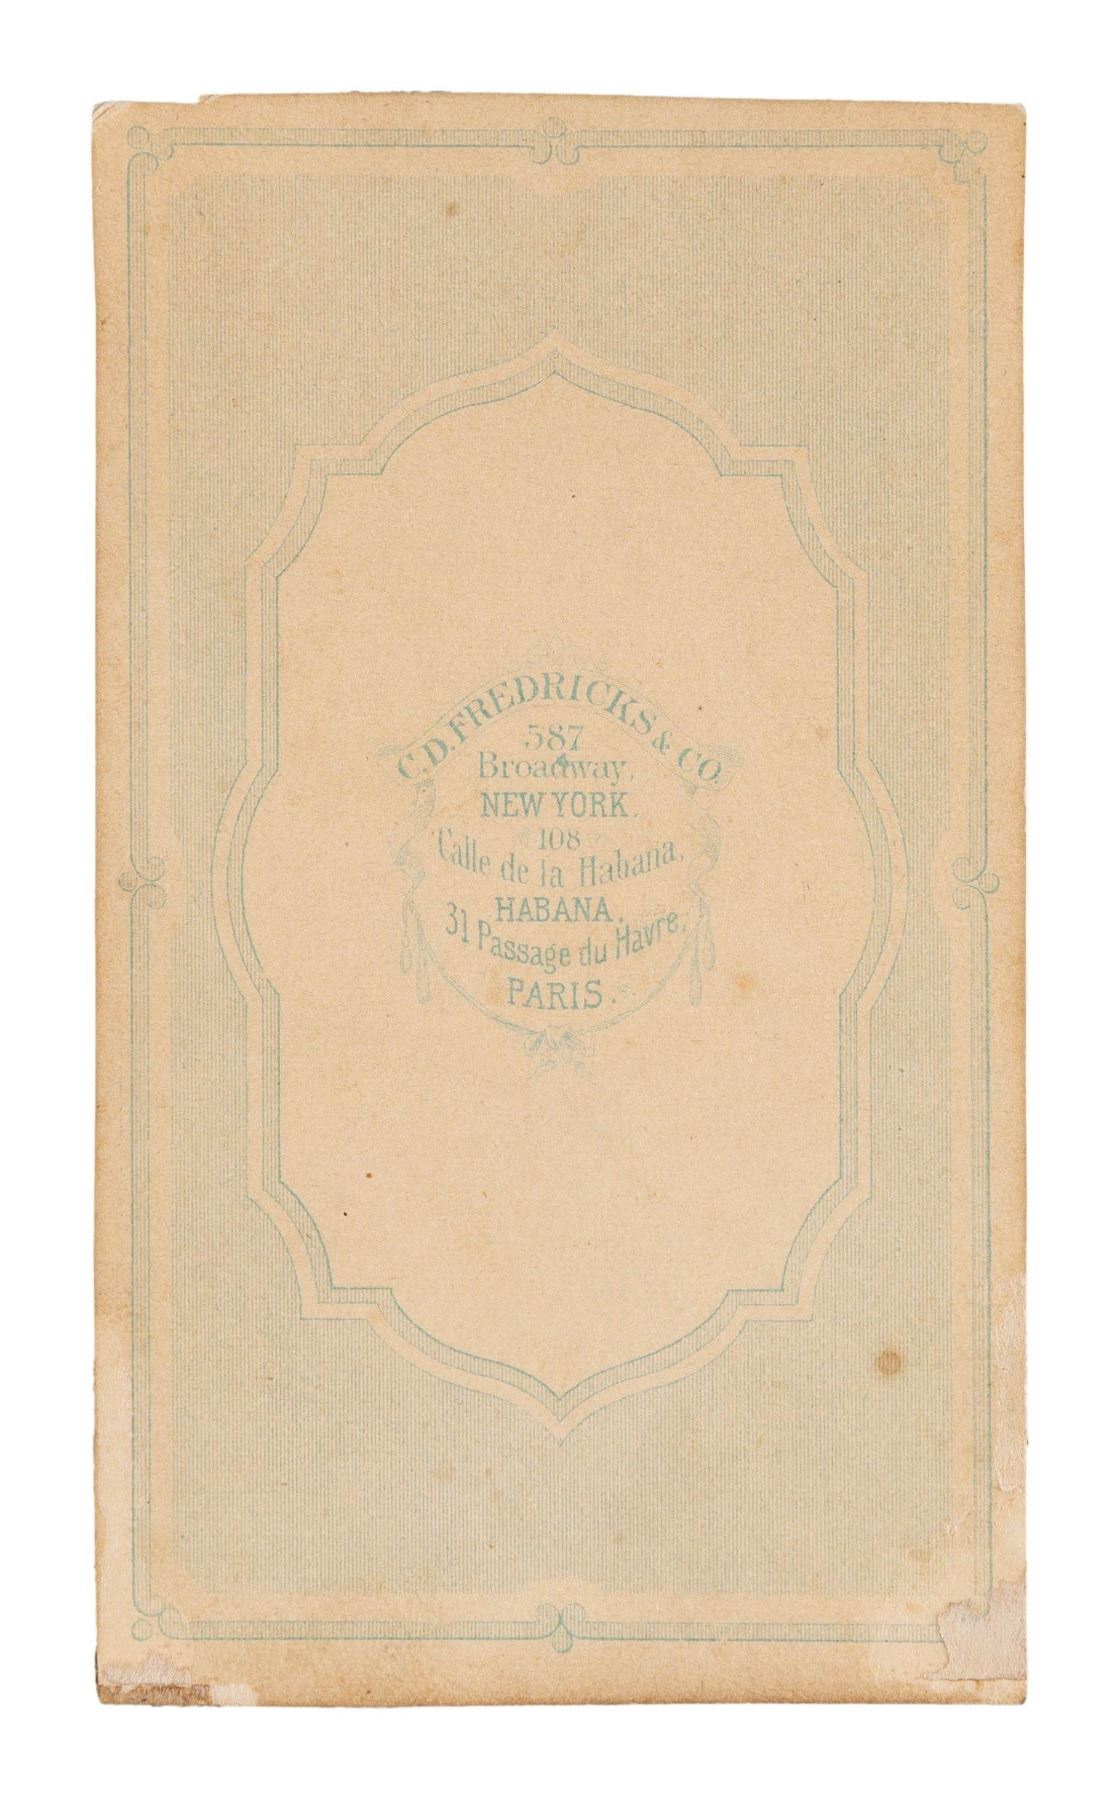 C.D. FREDRICKS & CO.
587
Broadway,
NEW YORK.
108
Calle de la Habana,
HABANA.
31 Passage du Havre,
PARIS.